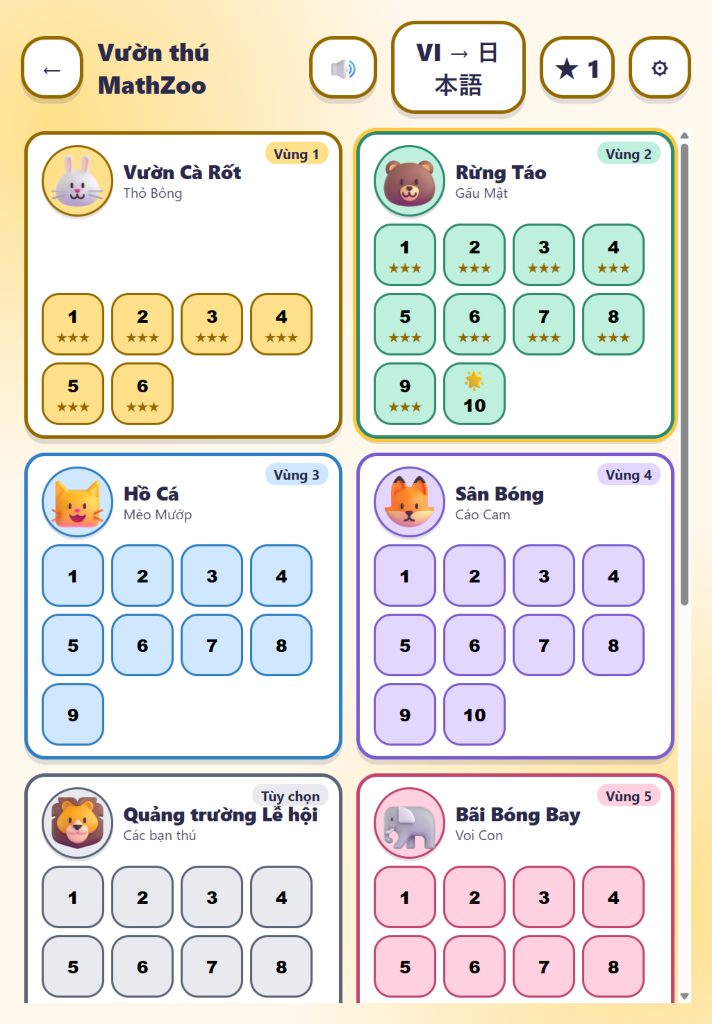 ←
Vườn thú
MathZoo
VI → 日
本語
★ 1
Vùng 1
Vườn Cà Rốt
Thỏ Bông
1
★★★
2
★★★
3
★★★
4
★★★
5
★★★
6
★★★
Vùng 2
Rừng Táo
Gấu Mật
1
★★★
2
★★★
3
★★★
4
★★★
5
★★★
6
★★★
7
★★★
8
★★★
9
★★★
10
Vùng 3
Hồ Cá
Mèo Mướp
1 2 3 4
5 6 7 8
9
Vùng 4
Sân Bóng
Cáo Cam
1 2 3 4
5 6 7 8
9 10
Tùy chọn
Quảng trường Lễ hội
Các bạn thú
1 2 3 4
5 6 7 8
Vùng 5
Bãi Bóng Bay
Voi Con
1 2 3 4
5 6 7 8